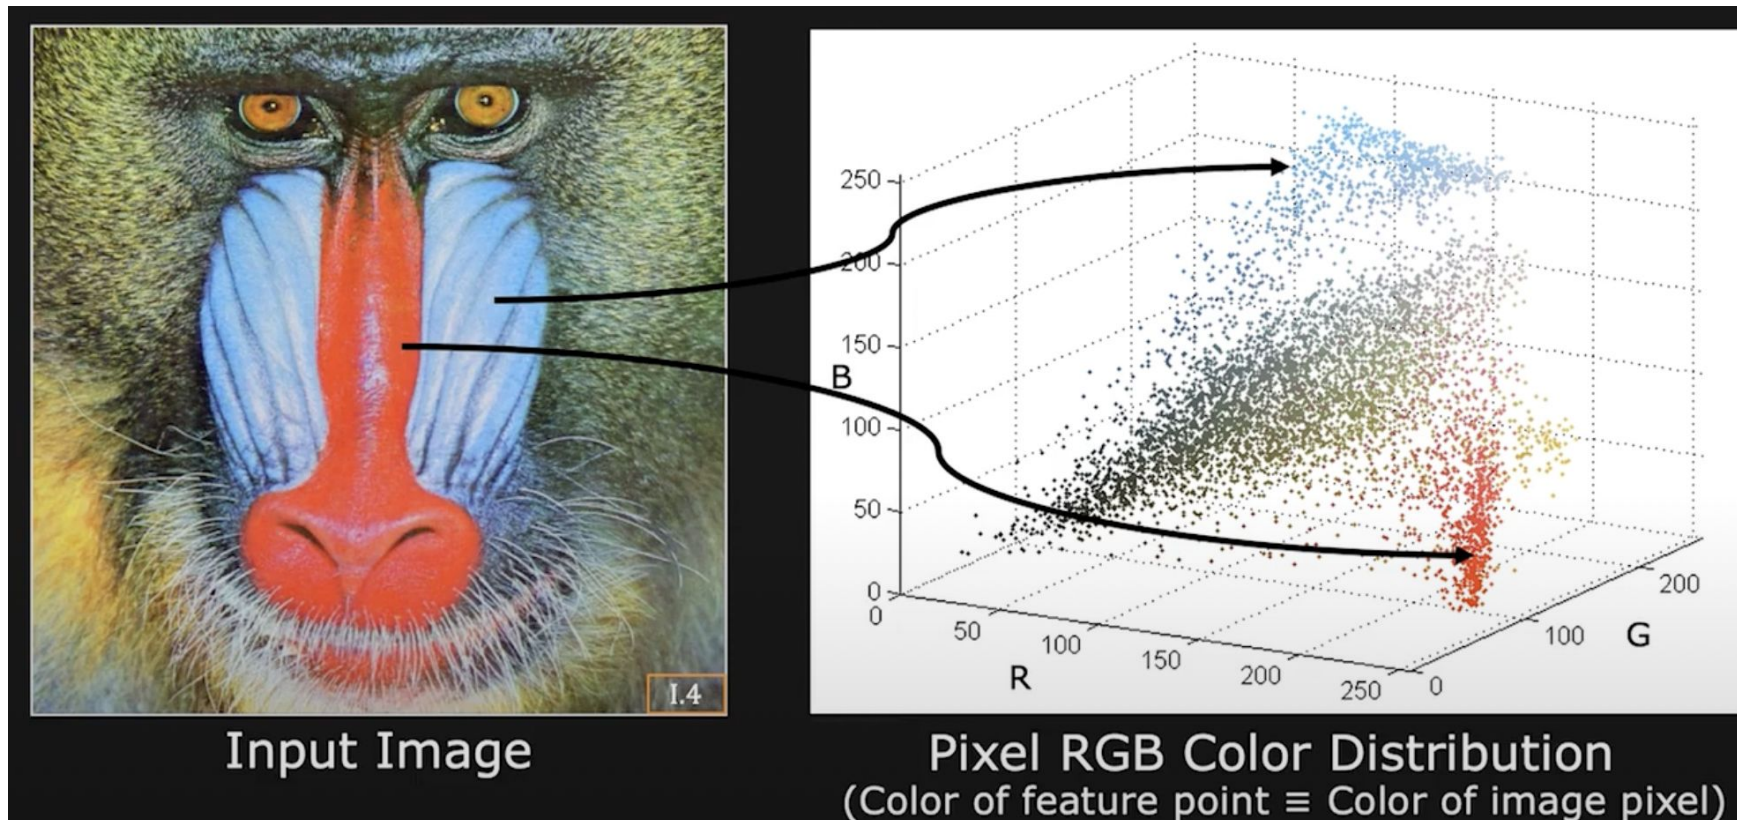 I.4
Input Image
250
200
150
100
50
0
B
0
50
100
150
200
250
R
0
100
200
G
Pixel RGB Color Distribution
(Color of feature point ≡ Color of image pixel)